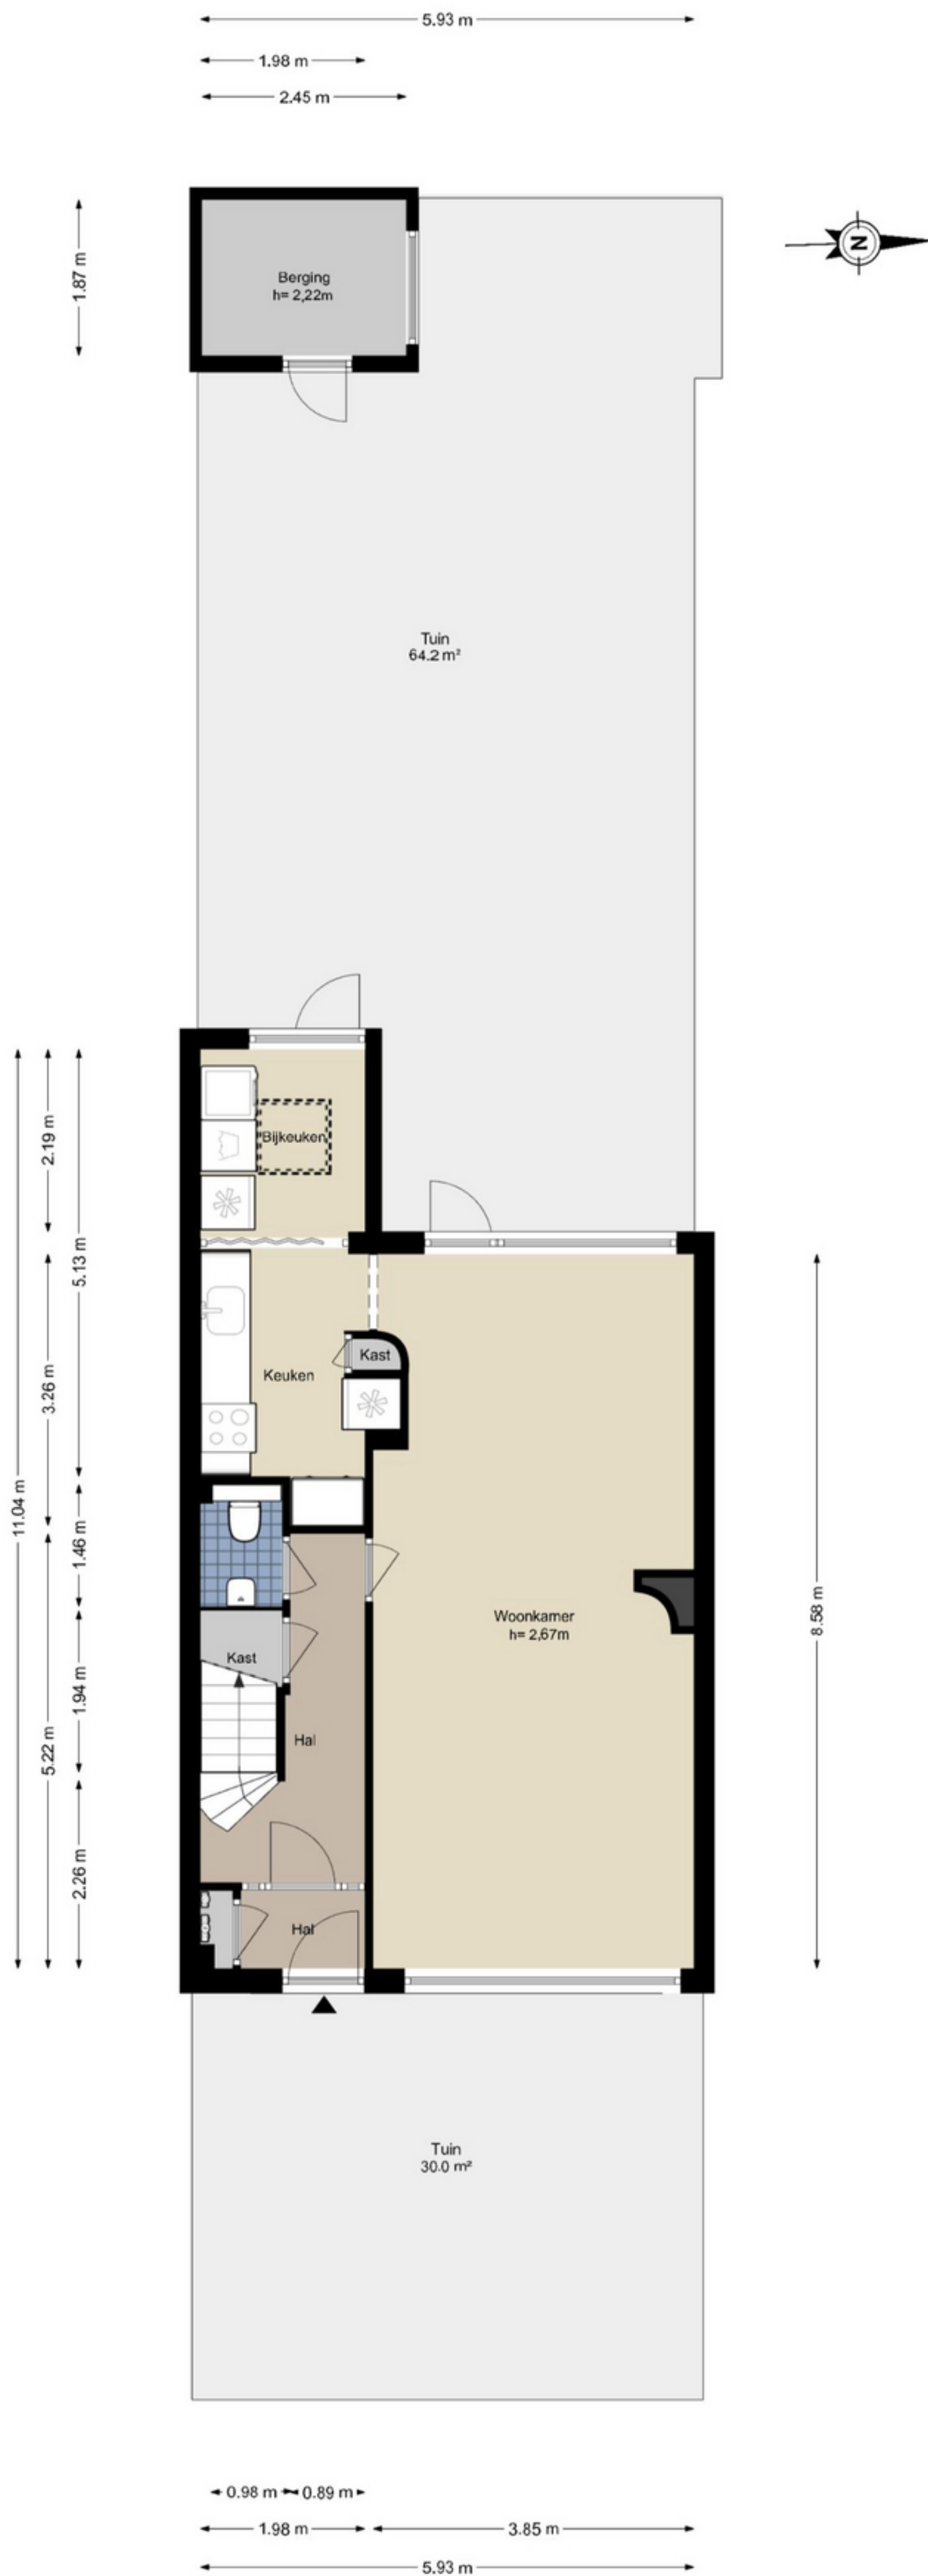 5.93 m
1.98 m
2.45 m
1.87 m
Berging
h= 2,22m
N
Tuin
64.2 m²
2.19 m
Bijkeuken
5.13 m
3.26 m
Kast
Keuken
11.04 m
1.46 m
8.58 m
Woonkamer
h= 2,67m
Kast
1.94 m
5.22 m
Hal
2.26 m
Hal
Tuin
30.0 m²
0.98 m
0.89 m
1.98 m
3.85 m
5.93 m